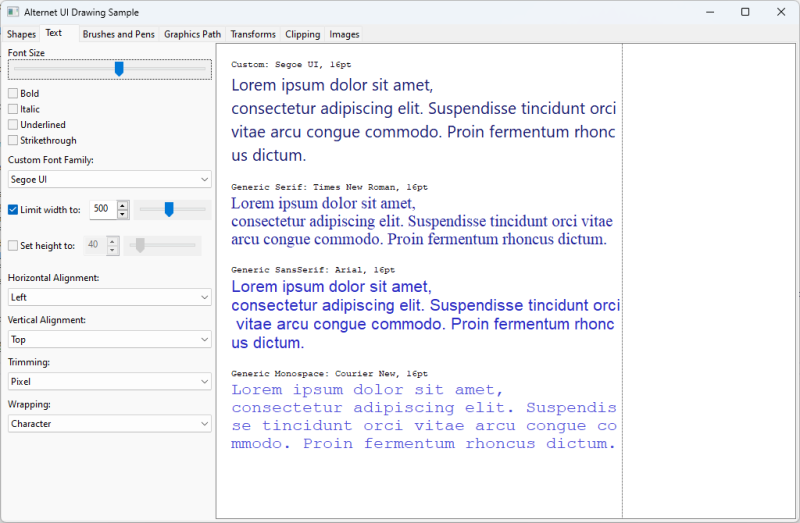 Alternet UI Drawing Sample
Shapes Text Brushes and Pens Graphics Path Transforms Clipping Images
Font Size
Bold
Italic
Underlined
Strikethrough
Custom Font Family:
Segoe UI
Limit width to: 500
Set height to: 40
Horizontal Alignment:
Left
Vertical Alignment:
Top
Trimming:
Pixel
Wrapping:
Character
Custom: Segoe UI, 16pt
Lorem ipsum dolor sit amet,
consectetur adipiscing elit. Suspendisse tincidunt orci
vitae arcu congue commodo. Proin fermentum rhonc
us dictum.
Generic Serif: Times New Roman, 16pt
Lorem ipsum dolor sit amet,
consectetur adipiscing elit. Suspendisse tincidunt orci vitae
arcu congue commodo. Proin fermentum rhoncus dictum.
Generic SansSerif: Arial, 16pt
Lorem ipsum dolor sit amet,
consectetur adipiscing elit. Suspendisse tincidunt orci
vitae arcu congue commodo. Proin fermentum rhonc
us dictum.
Generic Monospace: Courier New, 16pt
Lorem ipsum dolor sit amet,
consectetur adipiscing elit. Suspendis
se tincidunt orci vitae arcu congue co
mmodo. Proin fermentum rhoncus dictum.